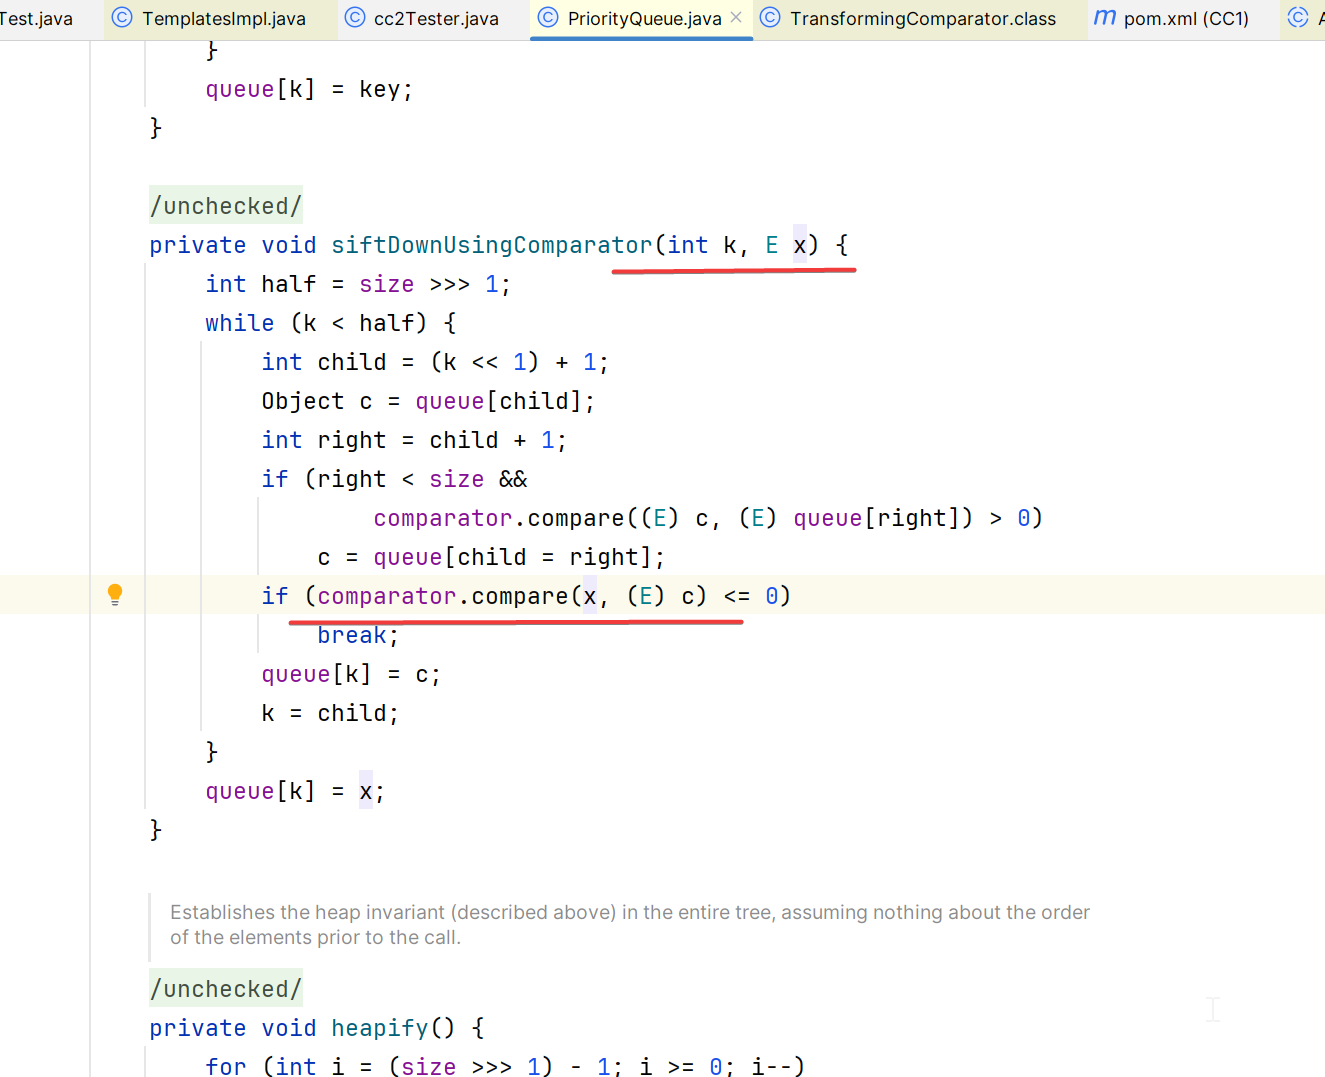 Test.java TemplatesImpl.java cc2Tester.java PriorityQueue.java TransformingComparator.class pom.xml (CC1)
}
queue[k] = key;
}
/unchecked/
private void siftDownUsingComparator(int k, E x) {
int half = size >>> 1;
while (k < half) {
int child = (k << 1) + 1;
Object c = queue[child];
int right = child + 1;
if (right < size &&
comparator.compare((E) c, (E) queue[right]) > 0)
c = queue[child = right];
if (comparator.compare(x, (E) c) <= 0)
break;
queue[k] = c;
k = child;
}
queue[k] = x;
}
Establishes the heap invariant (described above) in the entire tree, assuming nothing about the order
of the elements prior to the call.
/unchecked/
private void heapify() {
for (int i = (size >>> 1) - 1; i >= 0; i--)